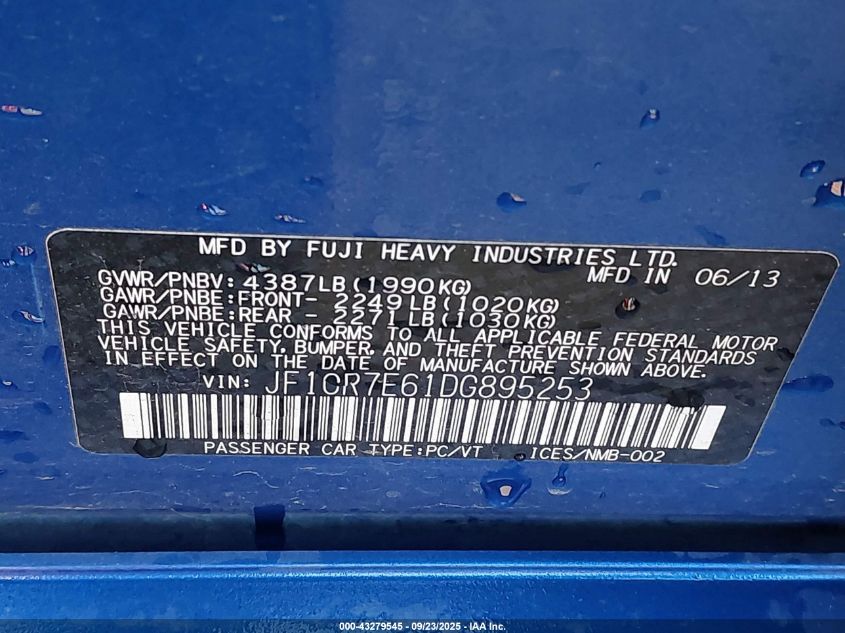 MFD BY FUJI HEAVY INDUSTRIES LTD.
GVWR/PNBV: 4387LB (1990KG) MFD IN 06/13
GAWR/PNBE: FRONT- 2249LB (1020KG)
GAWR/PNBE: REAR - 2271LB (1030KG)
THIS VEHICLE CONFORMS TO ALL APPLICABLE FEDERAL MOTOR
VEHICLE SAFETY, BUMPER, AND THEFT PREVENTION STANDARDS
IN EFFECT ON THE DATE OF MANUFACTURE SHOWN ABOVE.
VIN: JF1CR7E61DG895253
PASSENGER CAR TYPE: PC/VT ICES/NMB-002
000-43279545 - 09/23/2025 - IAA Inc.